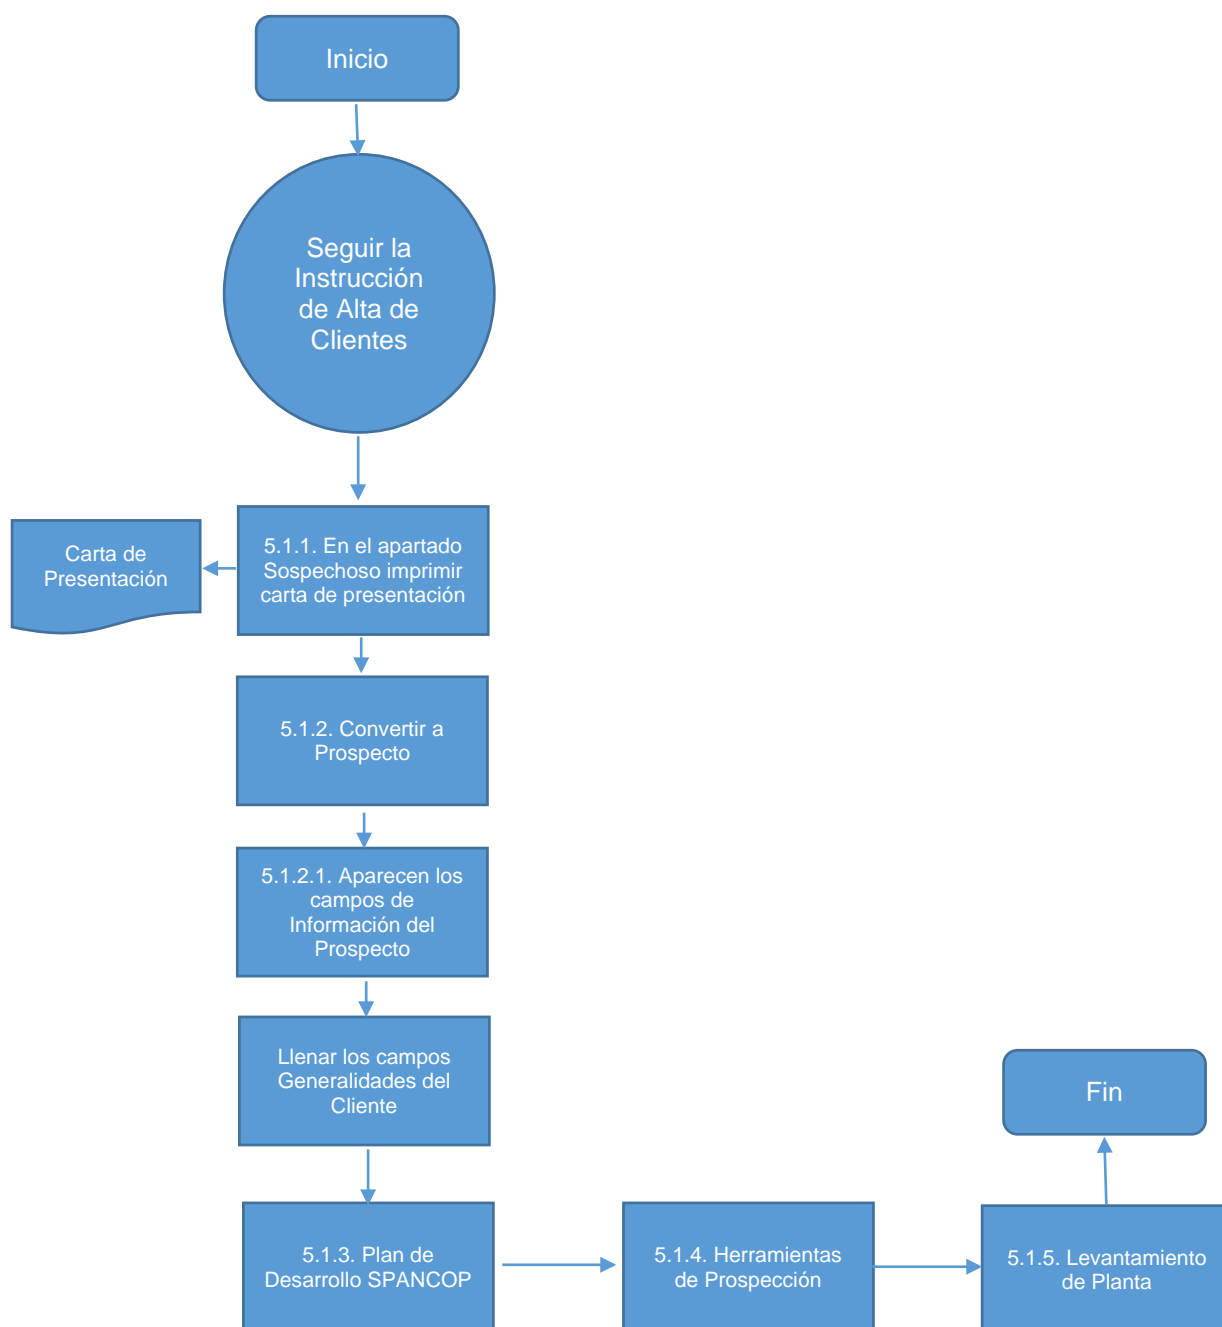 Inicio
Seguir la
Instrucción
de Alta de
Clientes
Carta de
Presentación
5.1.1. En el apartado
Sospechoso imprimir
carta de presentación
5.1.2. Convertir a
Prospecto
5.1.2.1. Aparecen los
campos de
Información del
Prospecto
Llenar los campos
Generalidades del
Cliente
Fin
5.1.3. Plan de
Desarrollo SPANCOP
5.1.4. Herramientas
de Prospección
5.1.5. Levantamiento
de Planta